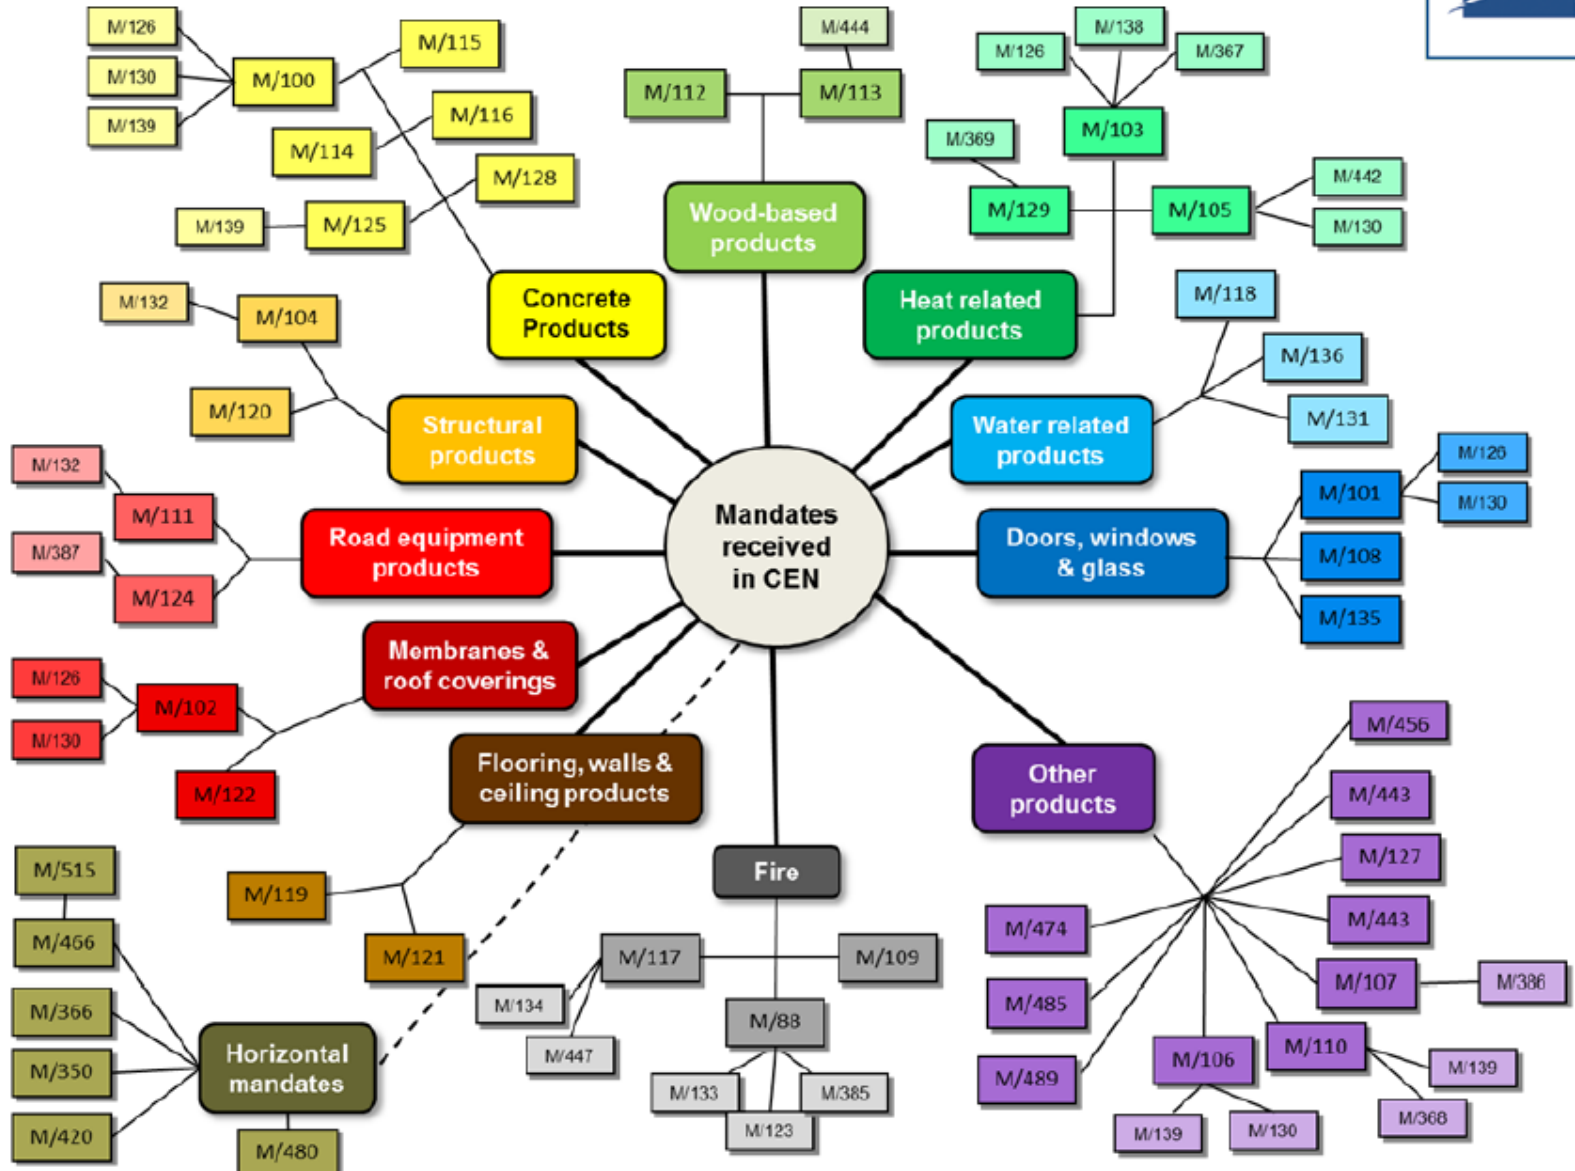 M/126
M/130
M/139
M/100
M/115
M/116
M/114
M/128
M/125
M/139
Concrete
Products
M/444
M/112
M/113
Wood-based
products
M/138
M/126
M/367
M/103
M/369
M/129
M/105
M/442
M/130
Heat related
products
M/132
M/104
M/120
Structural
products
M/118
M/136
M/131
Water related
products
M/132
M/111
M/387
M/124
Road equipment
products
Mandates
received
in CEN
Doors, windows
& glass
M/101
M/126
M/130
M/108
M/135
Membranes &
roof coverings
M/126
M/102
M/130
M/122
Flooring, walls &
ceiling products
M/119
M/121
Other
products
M/456
M/443
M/127
M/443
M/107
M/386
M/474
M/485
M/489
M/106
M/110
M/139
M/368
M/139
M/130
Fire
M/117
M/109
M/134
M/447
M/88
M/133
M/385
M/123
M/515
M/466
M/366
M/350
M/420
Horizontal
mandates
M/480